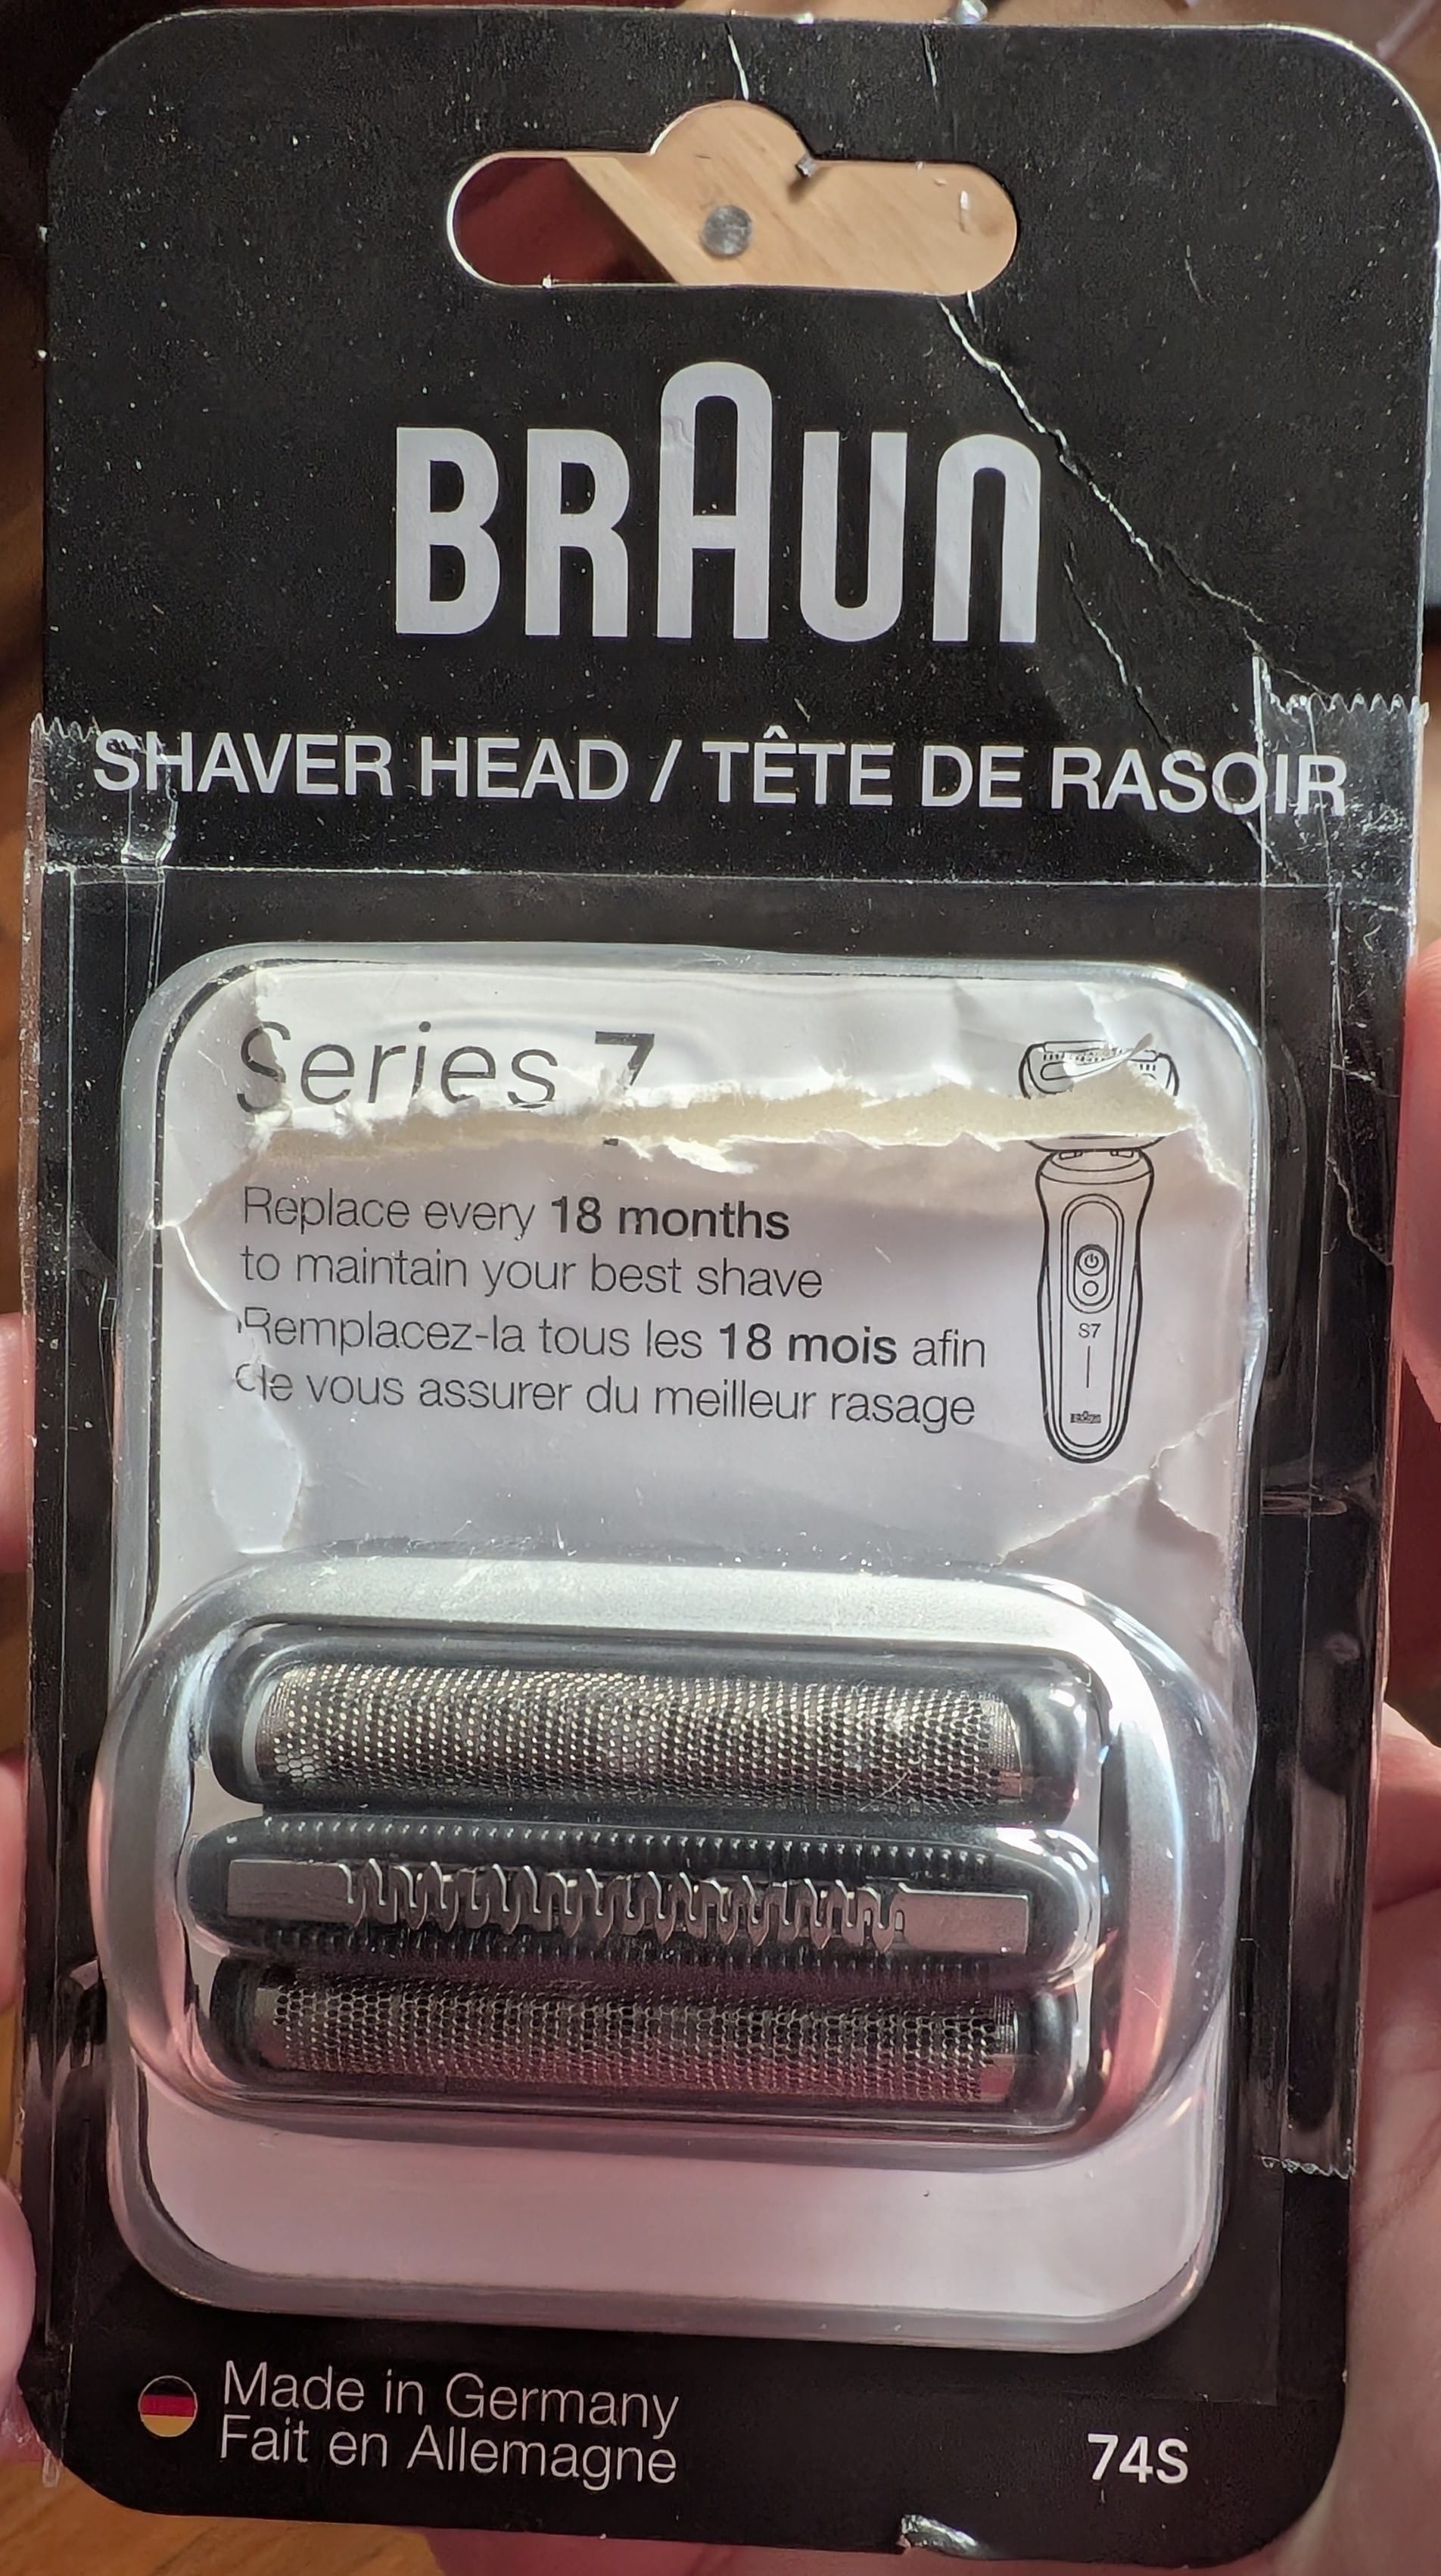 BRAUN
SHAVER HEAD / TÊTE DE RASOIR
Series 7
Replace every 18 months
to maintain your best shave
Remplacez-la tous les 18 mois afin
de vous assurer du meilleur rasage
S7
BRAUN
Made in Germany
Fait en Allemagne
74S